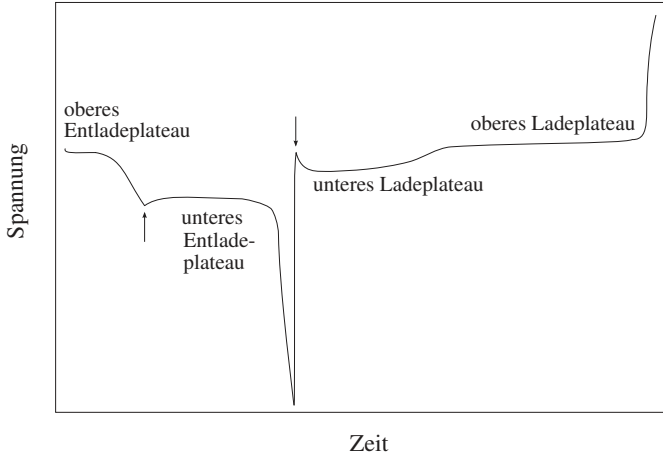 oberes
Entladeplateau
oberes Ladeplateau
unteres Ladeplateau
unteres
Entlade-
plateau
Spannung
Zeit